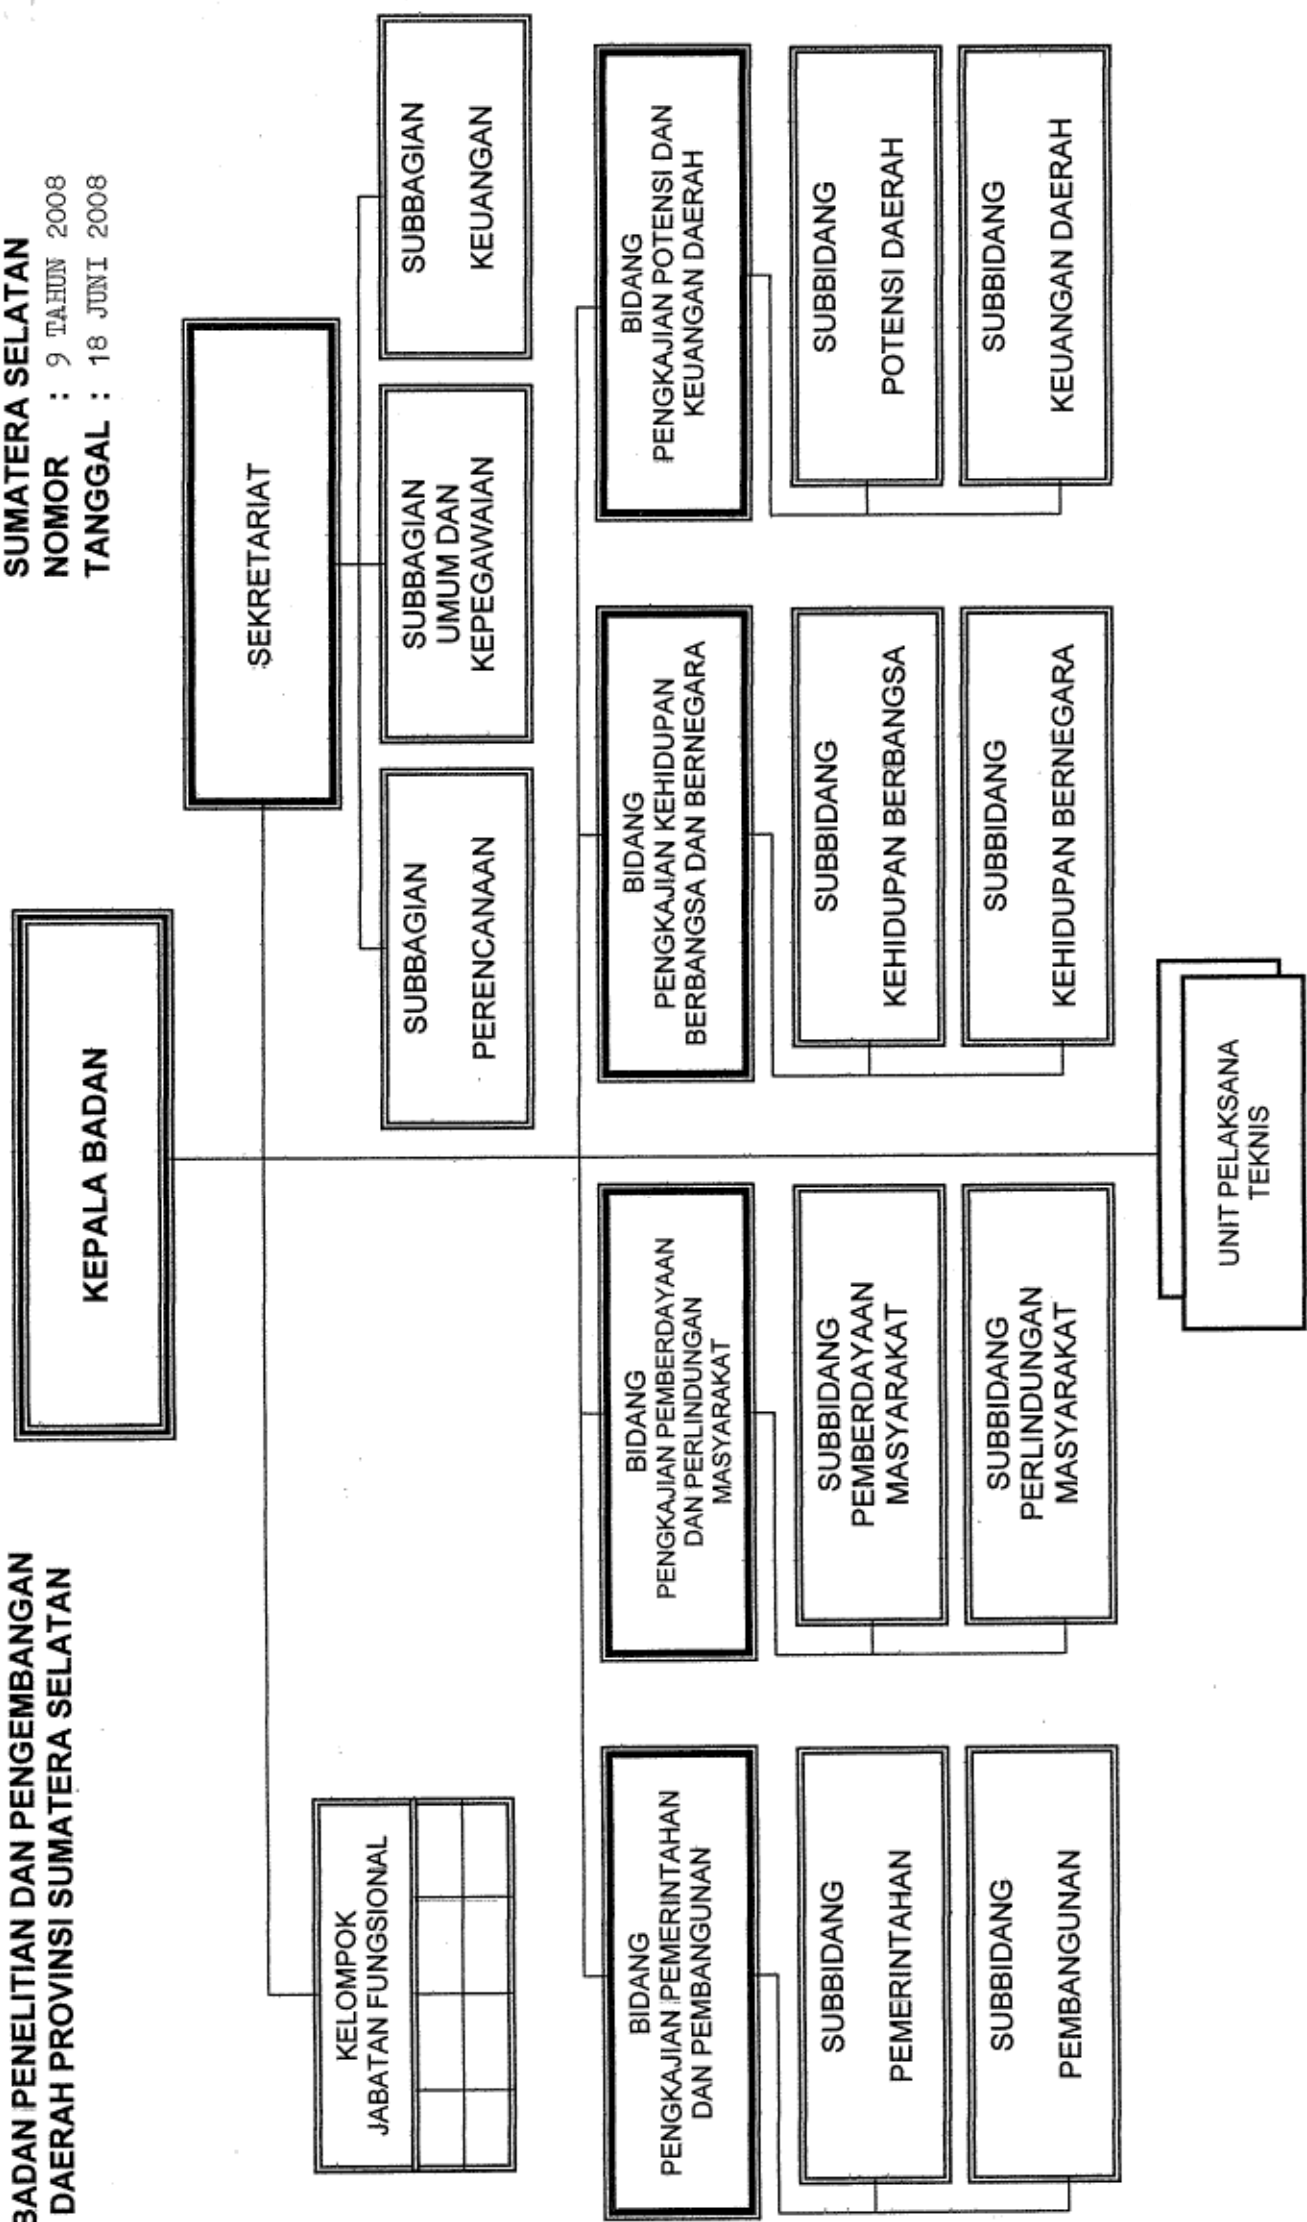 BADAN PENELITIAN DAN PENGEMBANGAN
DAERAH PROVINSI SUMATERA SELATAN
SUMATERA SELATAN
NOMOR : 9 TAHUN 2008
TANGGAL : 18 JUNI 2008
KEPALA BADAN
SEKRETARIAT
KELOMPOK
JABATAN FUNGSIONAL
SUBBAGIAN
PERENCANAAN
SUBBAGIAN
UMUM DAN
KEPEGAWAIAN
SUBBAGIAN
KEUANGAN
BIDANG
PENGKAJIAN PEMERINTAHAN
DAN PEMBANGUNAN
BIDANG
PENGKAJIAN PEMBERDAYAAN
DAN PERLINDUNGAN
MASYARAKAT
BIDANG
PENGKAJIAN KEHIDUPAN
BERBANGSA DAN BERNEGARA
BIDANG
PENGKAJIAN POTENSI DAN
KEUANGAN DAERAH
SUBBIDANG
PEMERINTAHAN
SUBBIDANG
PEMBERDAYAAN
MASYARAKAT
SUBBIDANG
KEHIDUPAN BERBANGSA
SUBBIDANG
POTENSI DAERAH
SUBBIDANG
PEMBANGUNAN
SUBBIDANG
PERLINDUNGAN
MASYARAKAT
SUBBIDANG
KEHIDUPAN BERNEGARA
SUBBIDANG
KEUANGAN DAERAH
UNIT PELAKSANA
TEKNIS